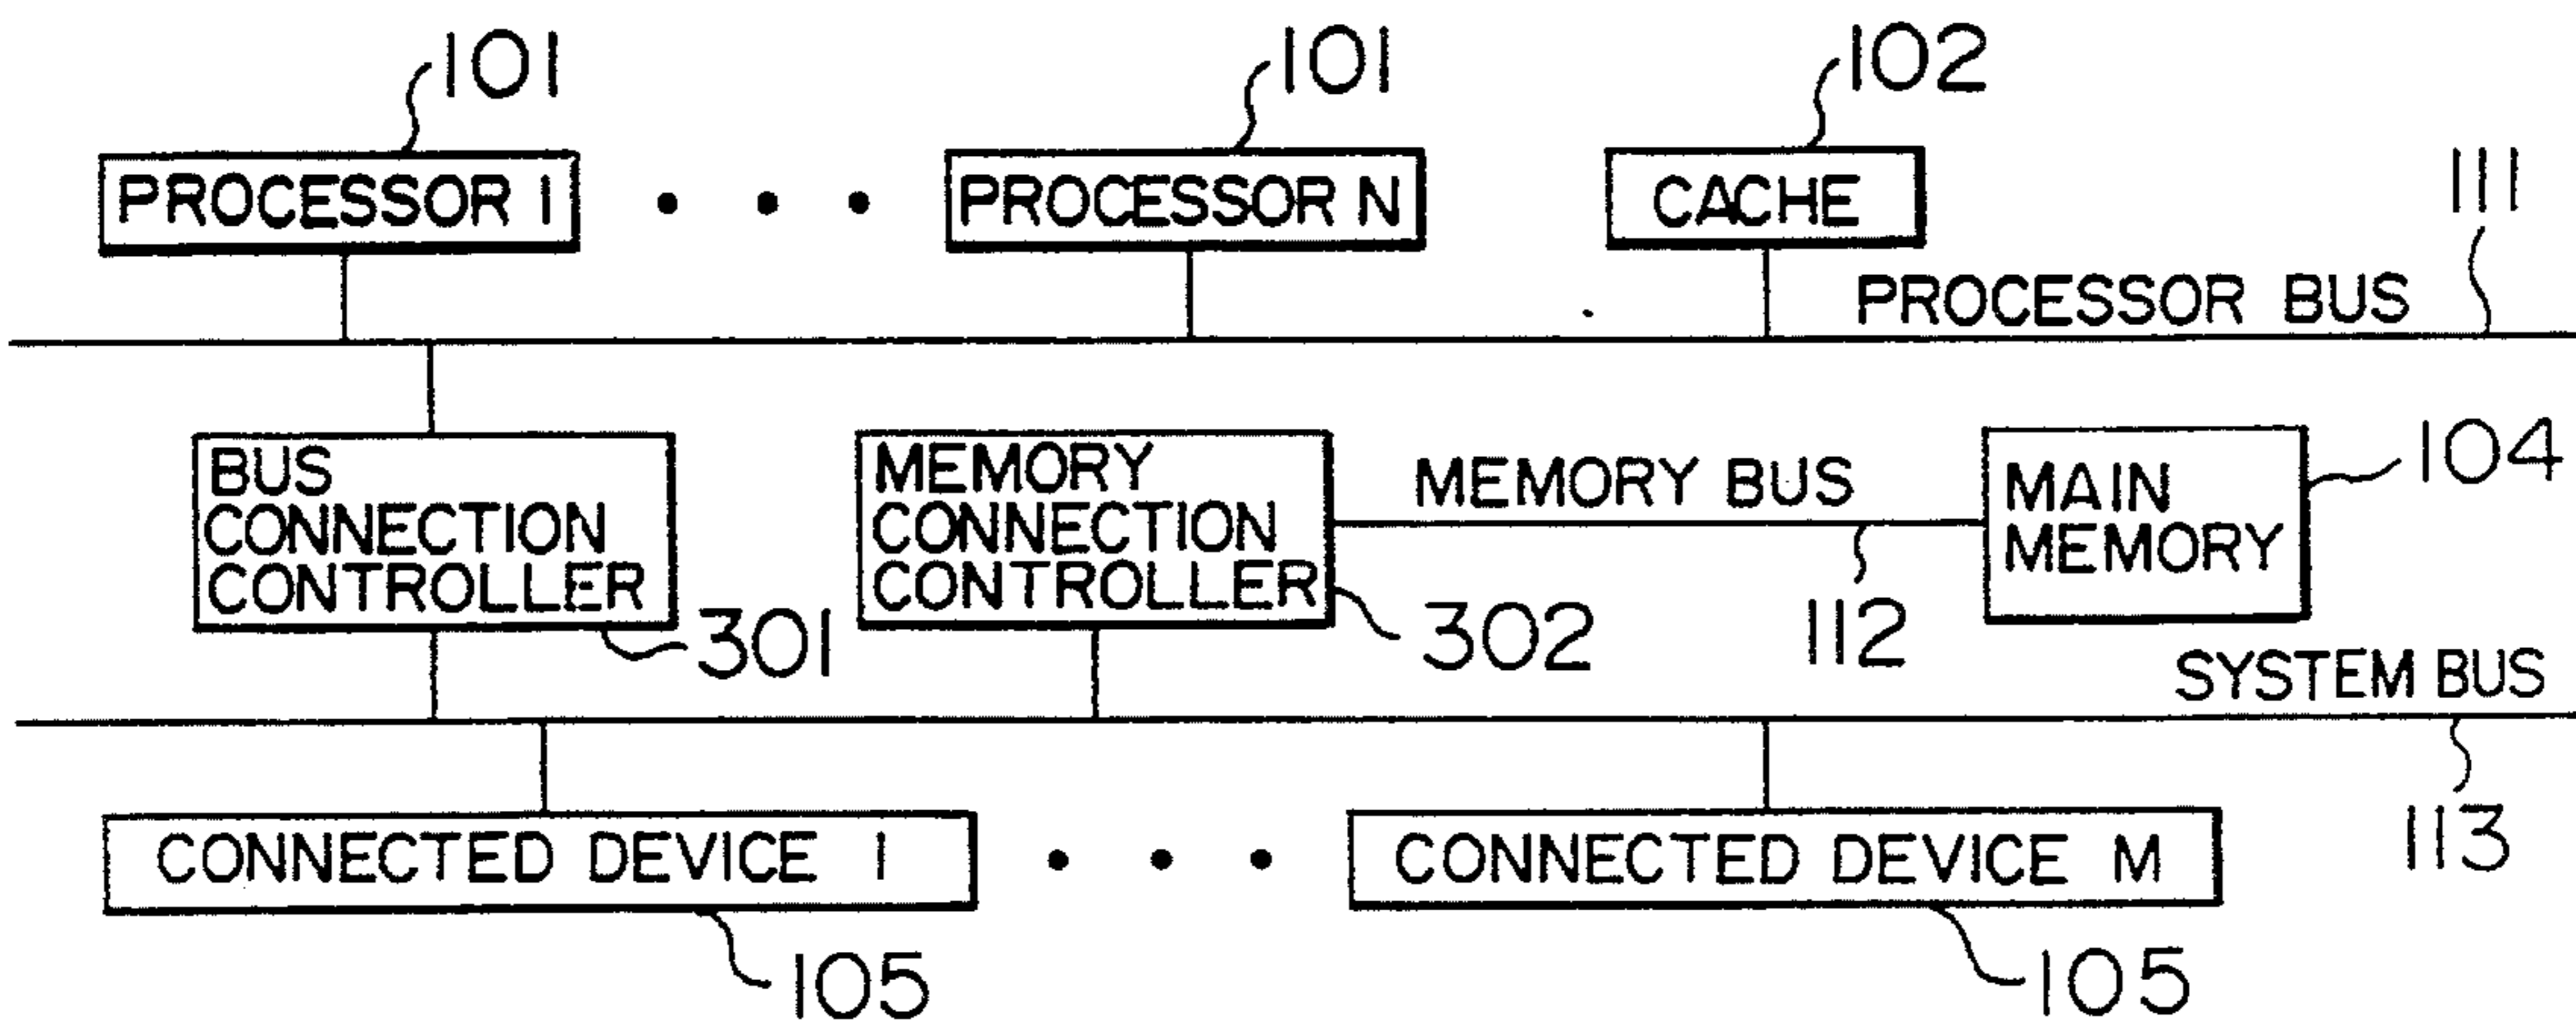 101
101
102
PROCESSOR 1
PROCESSOR N
CACHE
111
PROCESSOR BUS
BUS
CONNECTION
CONTROLLER
MEMORY
CONNECTION
CONTROLLER
MEMORY BUS
MAIN
MEMORY
104
301
302
112
SYSTEM BUS
113
CONNECTED DEVICE 1
CONNECTED DEVICE M
105
105